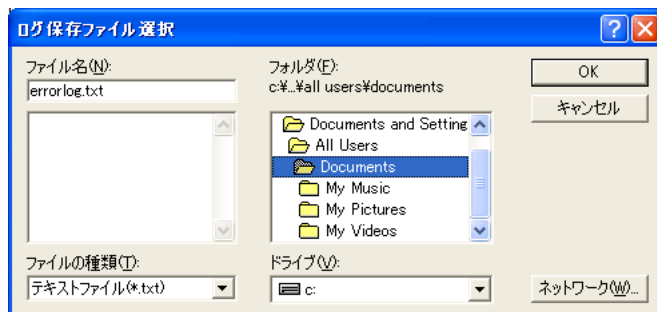 ログ保存ファイル選択
ファイル名(N):
errorlog.txt
フォルダ(F):
c:¥...¥all users¥documents
Documents and Setting
All Users
Documents
My Music
My Pictures
My Videos
OK
キャンセル
ファイルの種類(T):
テキストファイル(*.txt)
ドライブ(V):
c:
ネットワーク(W)...